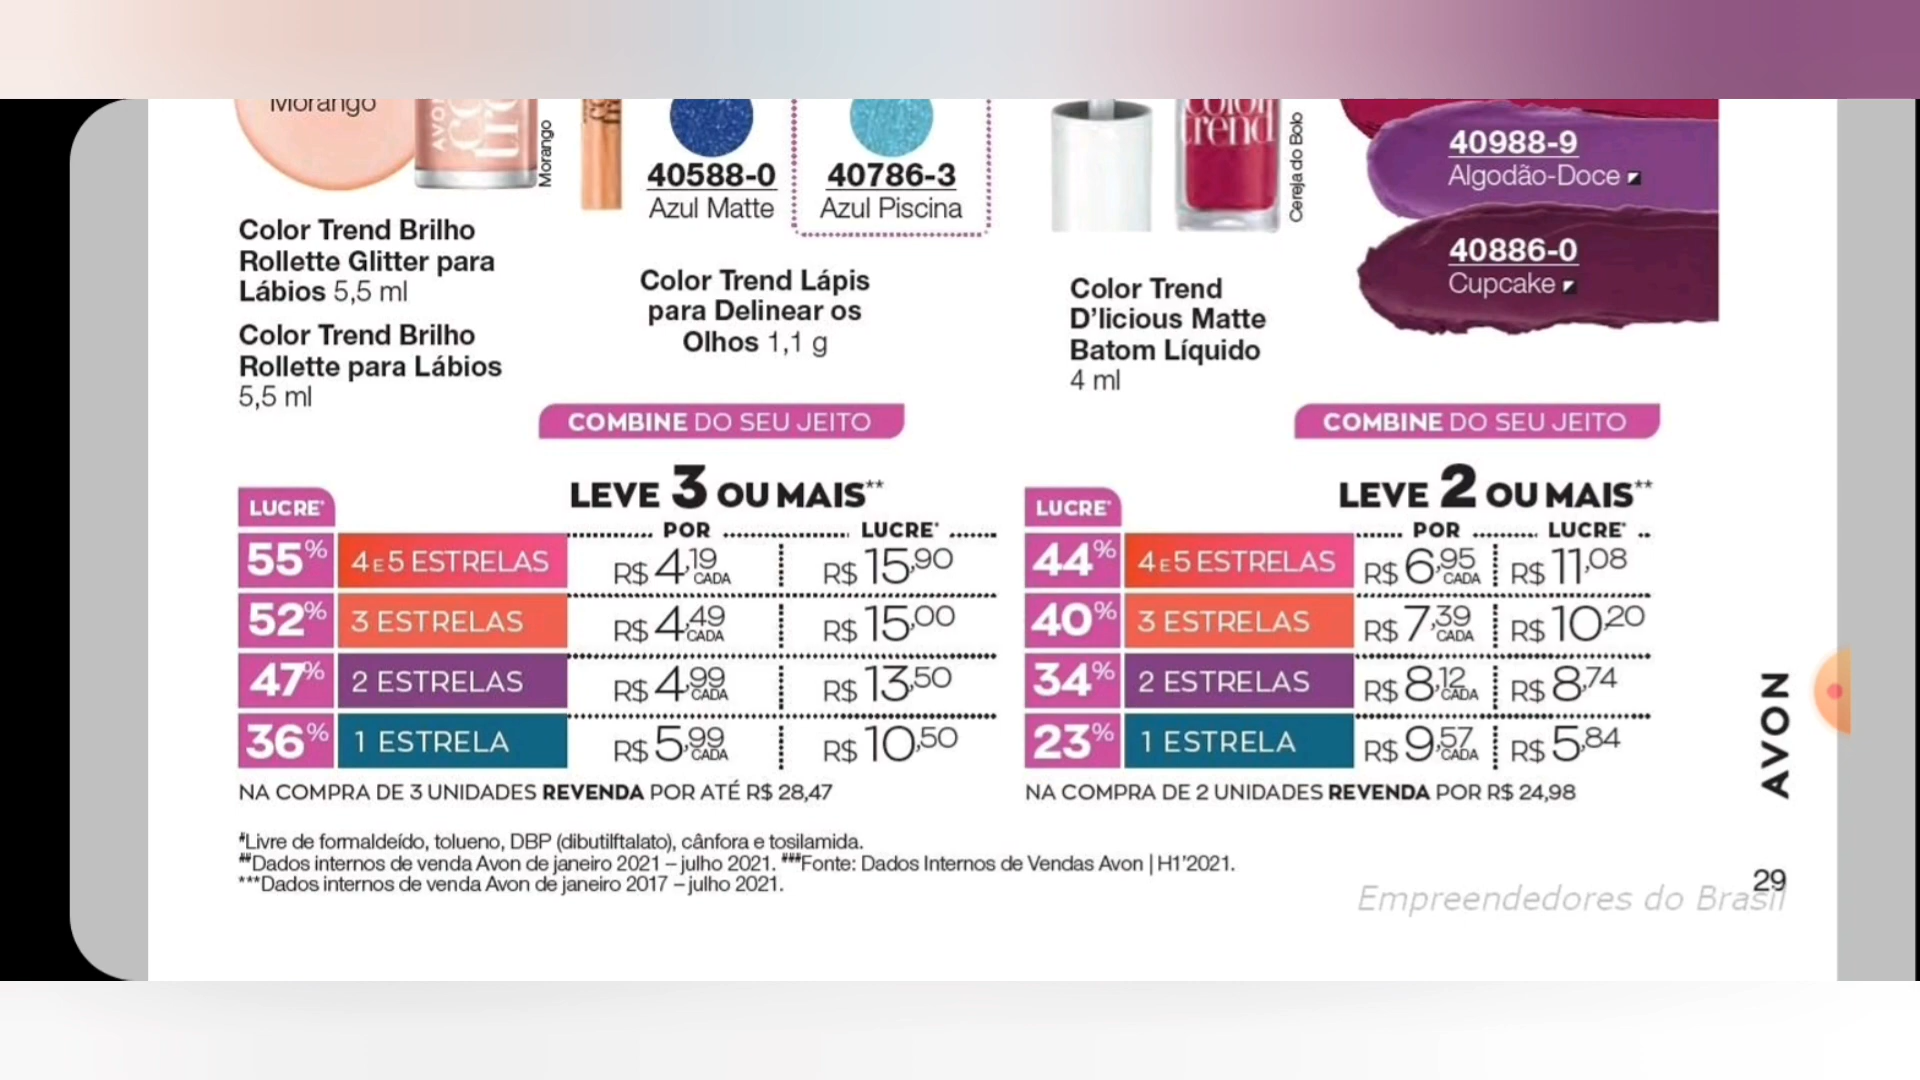 Morango
AVON
Morango
40588-0
Azul Matte
40786-3
Azul Piscina
color
trend
Cereja do Bolo
40988-9
Algodão-Doce
40886-0
Cupcake
Color Trend Brilho
Rollette Glitter para
Lábios 5,5 ml
Color Trend Brilho
Rollette para Lábios
5,5 ml
Color Trend Lápis
para Delinear os
Olhos 1,1 g
Color Trend
D'licious Matte
Batom Líquido
4 ml
COMBINE DO SEU JEITO
LEVE 3 OU MAIS**
LUCRE*
POR LUCRE*
55% 4 E 5 ESTRELAS R$ 4,19 CADA R$ 15,90
52% 3 ESTRELAS R$ 4,49 CADA R$ 15,00
47% 2 ESTRELAS R$ 4,99 CADA R$ 13,50
36% 1 ESTRELA R$ 5,99 CADA R$ 10,50
NA COMPRA DE 3 UNIDADES REVENDA POR ATÉ R$ 28,47
COMBINE DO SEU JEITO
LEVE 2 OU MAIS**
LUCRE*
POR LUCRE*
44% 4 E 5 ESTRELAS R$ 6,95 CADA R$ 11,08
40% 3 ESTRELAS R$ 7,39 CADA R$ 10,20
34% 2 ESTRELAS R$ 8,12 CADA R$ 8,74
23% 1 ESTRELA R$ 9,57 CADA R$ 5,84
NA COMPRA DE 2 UNIDADES REVENDA POR R$ 24,98
AVON
#Livre de formaldeído, tolueno, DBP (dibutilftalato), cânfora e tosilamida.
##Dados internos de venda Avon de janeiro 2021 – julho 2021. ###Fonte: Dados Internos de Vendas Avon | H1'2021.
***Dados internos de venda Avon de janeiro 2017 – julho 2021.
29
Empreendedores do Brasil